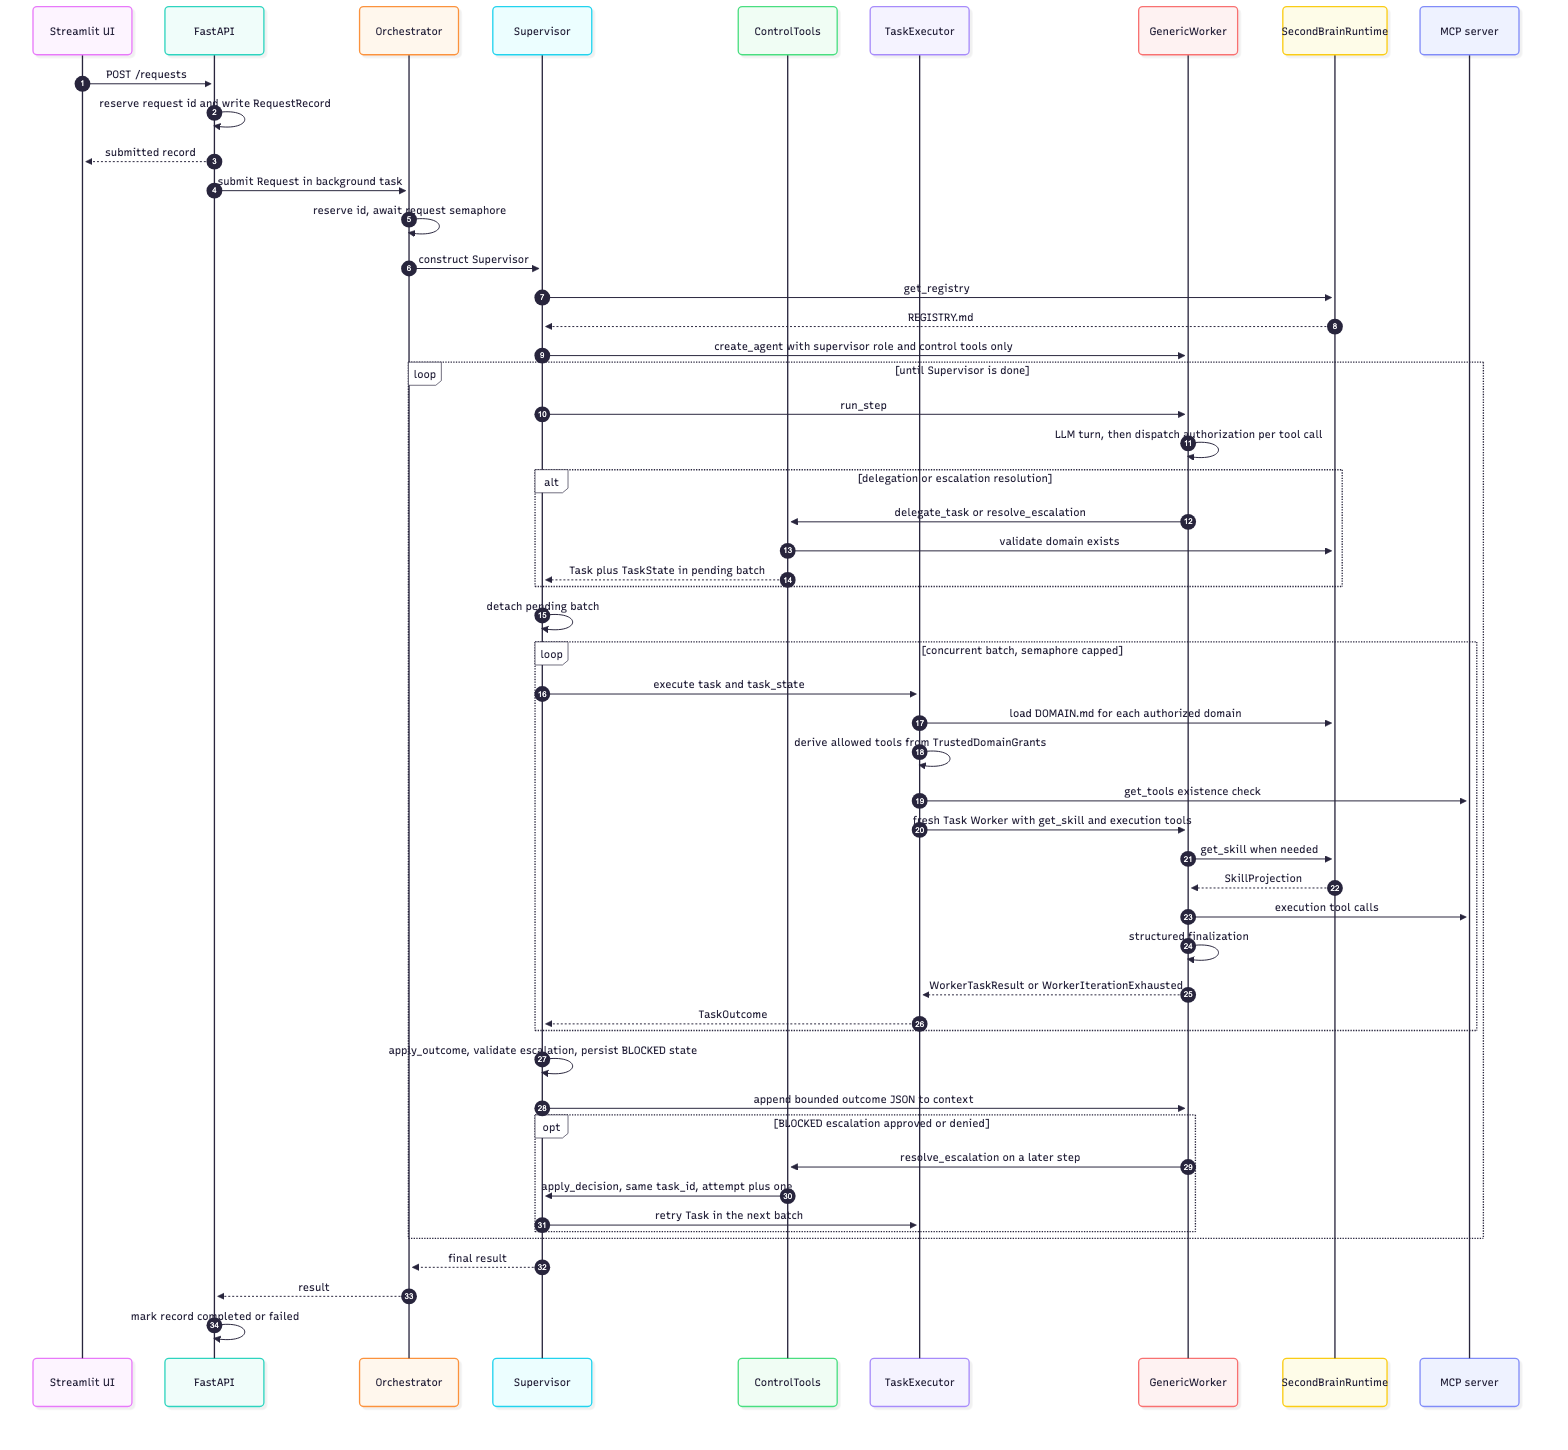 Streamlit UI
FastAPI
Orchestrator
Supervisor
ControlTools
TaskExecutor
GenericWorker
SecondBrainRuntime
MCP server
1
POST /requests
2
reserve request id and write RequestRecord
3
submitted record
4
submit Request in background task
5
reserve id, await request semaphore
6
construct Supervisor
7
get_registry
8
REGISTRY.md
9
create_agent with supervisor role and control tools only
loop
[until Supervisor is done]
10
run_step
11
LLM turn, then dispatch authorization per tool call
alt
[delegation or escalation resolution]
12
delegate_task or resolve_escalation
13
validate domain exists
14
Task plus TaskState in pending batch
15
detach pending batch
loop
[concurrent batch, semaphore capped]
16
execute task and task_state
17
load DOMAIN.md for each authorized domain
18
derive allowed tools from TrustedDomainGrants
19
get_tools existence check
20
fresh Task Worker with get_skill and execution tools
21
get_skill when needed
22
SkillProjection
23
execution tool calls
24
structured finalization
25
WorkerTaskResult or WorkerIterationExhausted
26
TaskOutcome
27
apply_outcome, validate escalation, persist BLOCKED state
28
append bounded outcome JSON to context
opt
[BLOCKED escalation approved or denied]
29
resolve_escalation on a later step
30
apply_decision, same task_id, attempt plus one
31
retry Task in the next batch
32
final result
33
result
34
mark record completed or failed
Streamlit UI
FastAPI
Orchestrator
Supervisor
ControlTools
TaskExecutor
GenericWorker
SecondBrainRuntime
MCP server